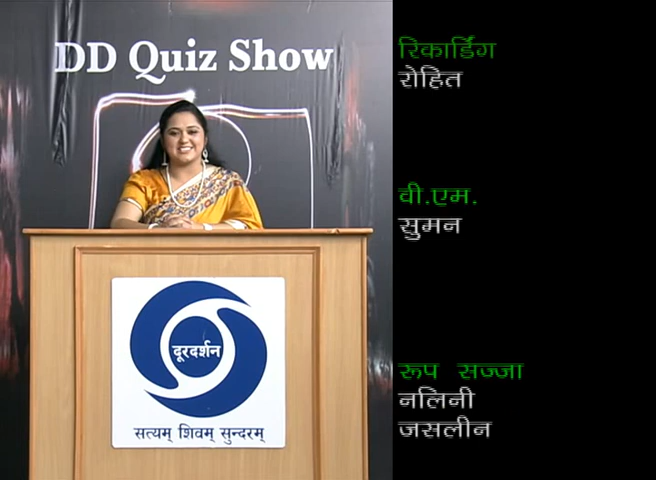 DD Quiz Show
दूरदर्शन
सत्यम् शिवम् सुन्दरम्
रिकार्डिंग
रोहित
वी.एम.
सुमन
रूप सज्जा
नलिनी
जसलीन